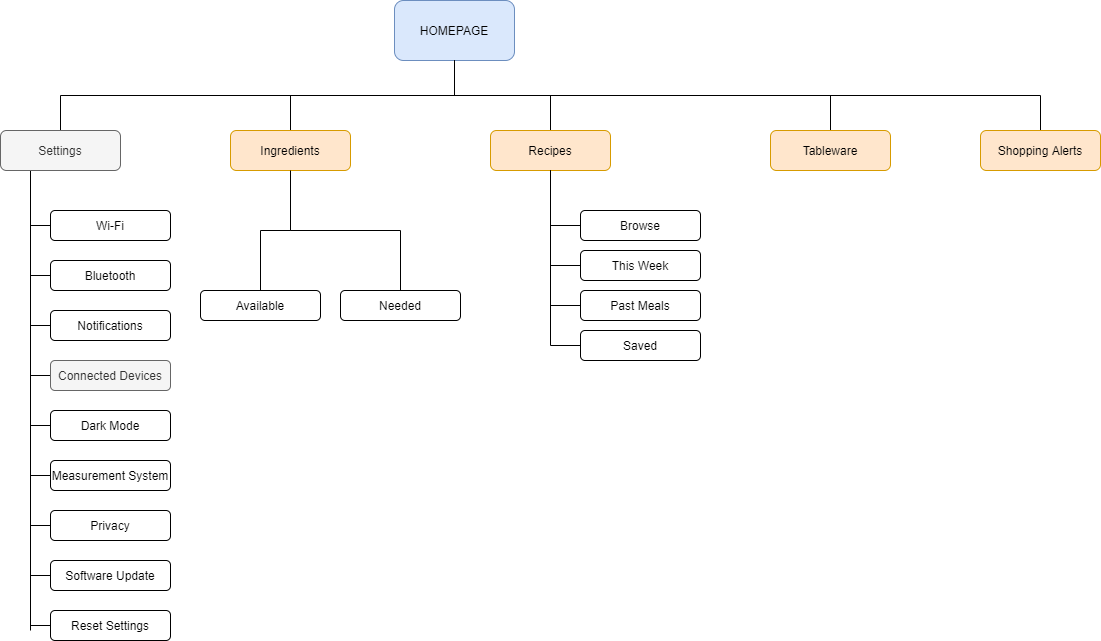 HOMEPAGE
Settings
Ingredients
Recipes
Tableware
Shopping Alerts
Wi-Fi
Bluetooth
Notifications
Connected Devices
Dark Mode
Measurement System
Privacy
Software Update
Reset Settings
Available
Needed
Browse
This Week
Past Meals
Saved